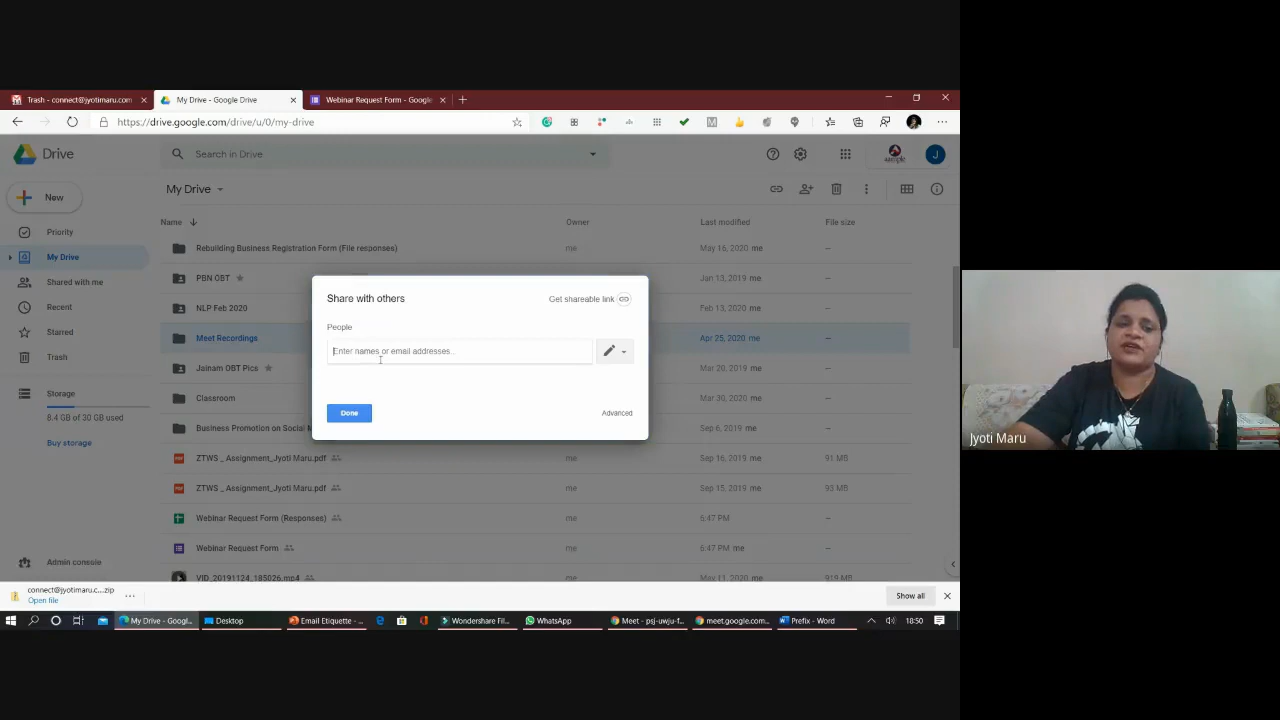 Trash - connect@jyotimaru.com
My Drive - Google Drive
Webinar Request Form - Google
https://drive.google.com/drive/u/0/my-drive
Drive
Search in Drive
J
New
My Drive
Priority
My Drive
Shared with me
Recent
Starred
Trash
Storage
8.4 GB of 30 GB used
Buy storage
Admin console
Name Owner Last modified File size
Rebuilding Business Registration Form (File responses) me May 16, 2020 me --
PBN OBT Jan 13, 2019 me --
NLP Feb 2020 Feb 13, 2020 me --
Meet Recordings Apr 25, 2020 me --
Jainam OBT Pics Mar 20, 2019 me --
Classroom Mar 30, 2020 me --
Business Promotion on Social M Sep 6, 2019 me --
ZTWS _ Assignment_Jyoti Maru.pdf me Sep 16, 2019 me 91 MB
ZTWS _ Assignment_Jyoti Maru.pdf me Sep 15, 2019 me 93 MB
Webinar Request Form (Responses) me 6:47 PM --
Webinar Request Form me 6:47 PM me --
VID_20191124_185026.mp4 me May 11, 2020 me 919 MB
Share with others
Get shareable link
People
Enter names or email addresses...
Done
Advanced
Jyoti Maru
connect@jyotimaru.c....zip
Open file
Show all
My Drive - Googl...
Desktop
Email Etiquette - ...
Wondershare Fil...
WhatsApp
Meet - psj-uwju-f...
meet.google.com...
Prefix - Word
18:50